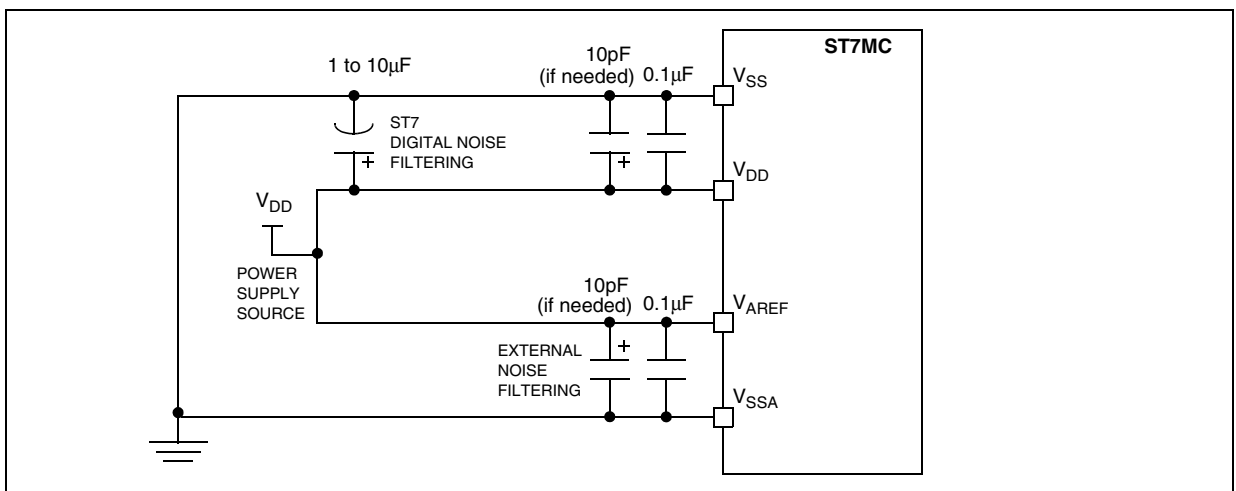 ST7MC
10pF
1 to 10μF
(if needed) 0.1μF
VSS
ST7
DIGITAL NOISE
+ FILTERING
+
VDD
VDD
POWER
SUPPLY
SOURCE
10pF
(if needed) 0.1μF
VAREF
+
EXTERNAL
NOISE
FILTERING
VSSA